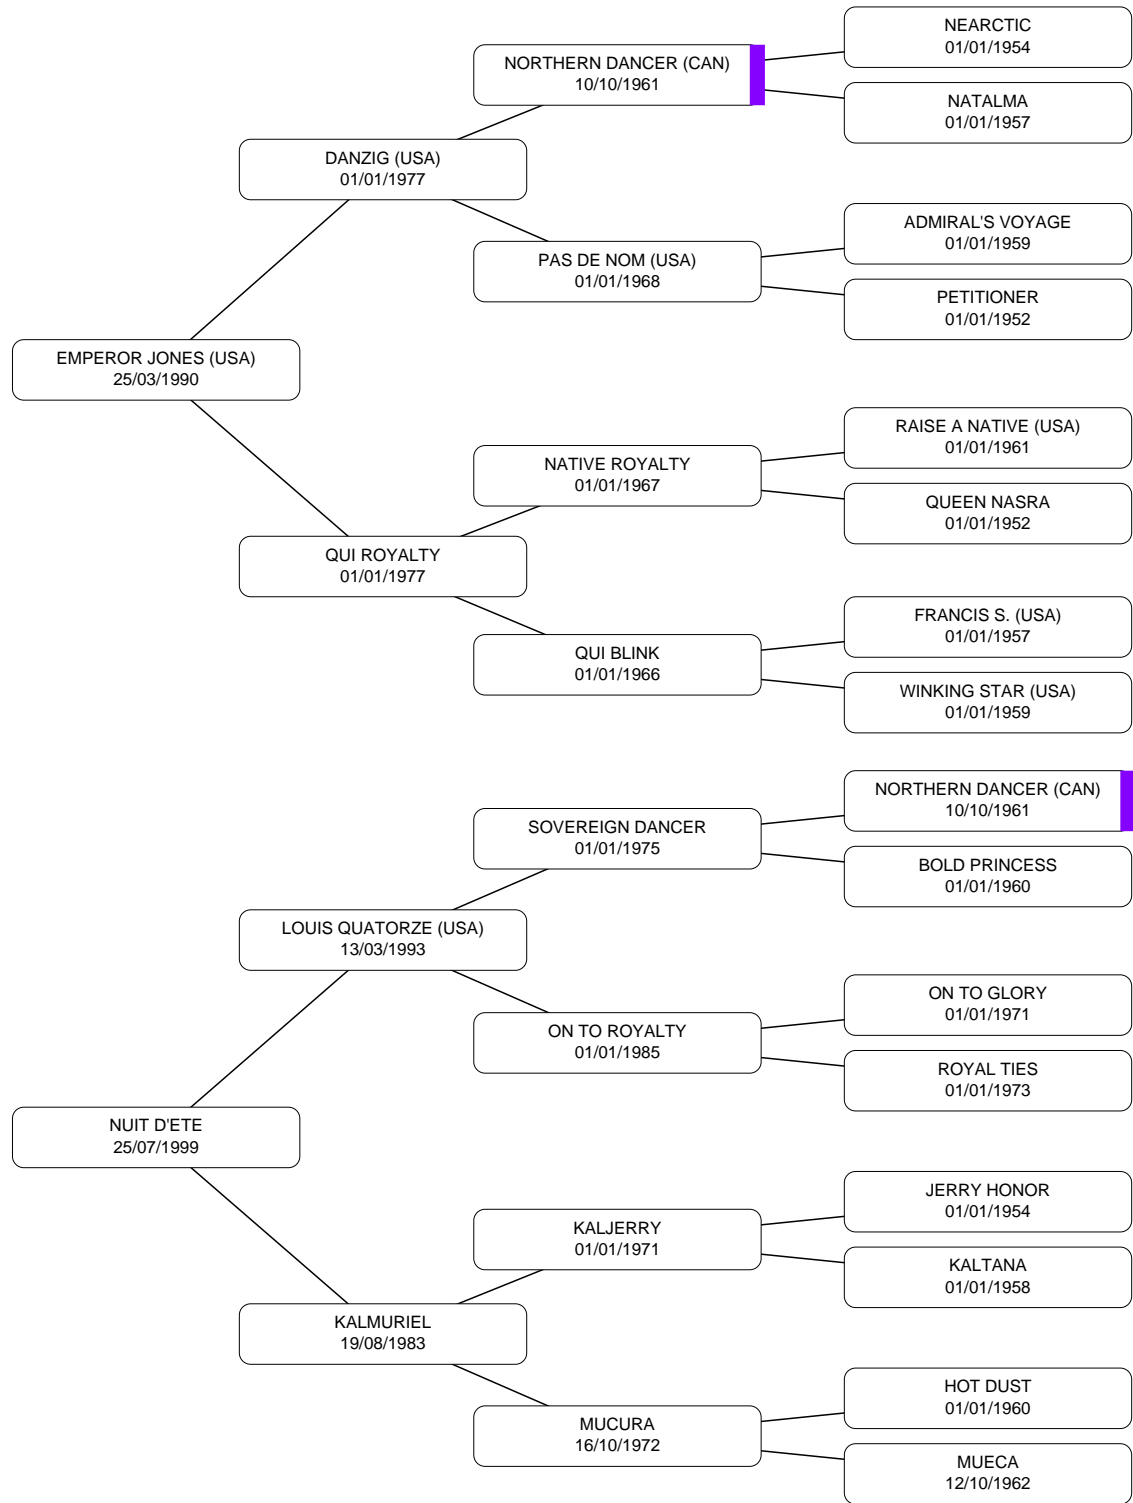 NEARCTIC
01/01/1954
NORTHERN DANCER (CAN)
10/10/1961
NATALMA
01/01/1957
DANZIG (USA)
01/01/1977
ADMIRAL'S VOYAGE
01/01/1959
PAS DE NOM (USA)
01/01/1968
PETITIONER
01/01/1952
EMPEROR JONES (USA)
25/03/1990
RAISE A NATIVE (USA)
01/01/1961
NATIVE ROYALTY
01/01/1967
QUEEN NASRA
01/01/1952
QUI ROYALTY
01/01/1977
FRANCIS S. (USA)
01/01/1957
QUI BLINK
01/01/1966
WINKING STAR (USA)
01/01/1959
NORTHERN DANCER (CAN)
10/10/1961
SOVEREIGN DANCER
01/01/1975
BOLD PRINCESS
01/01/1960
LOUIS QUATORZE (USA)
13/03/1993
ON TO GLORY
01/01/1971
ON TO ROYALTY
01/01/1985
ROYAL TIES
01/01/1973
NUIT D'ETE
25/07/1999
JERRY HONOR
01/01/1954
KALJERRY
01/01/1971
KALTANA
01/01/1958
KALMURIEL
19/08/1983
HOT DUST
01/01/1960
MUCURA
16/10/1972
MUECA
12/10/1962